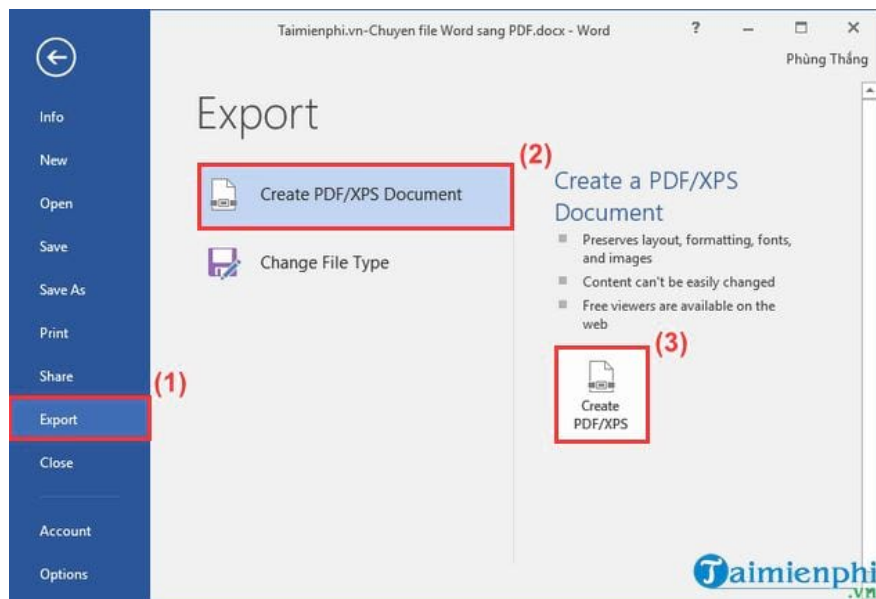 Taimienphi.vn-Chuyen file Word sang PDF.docx - Word
?
Phùng Thắng
Info
New
Open
Save
Save As
Print
Share
Export
Close
Account
Options
(1)
Export
(2)
Create PDF/XPS Document
Change File Type
Create a PDF/XPS
Document
Preserves layout, formatting, fonts,
and images
Content can't be easily changed
Free viewers are available on the
web
(3)
Create
PDF/XPS
Taimienphi
.vn